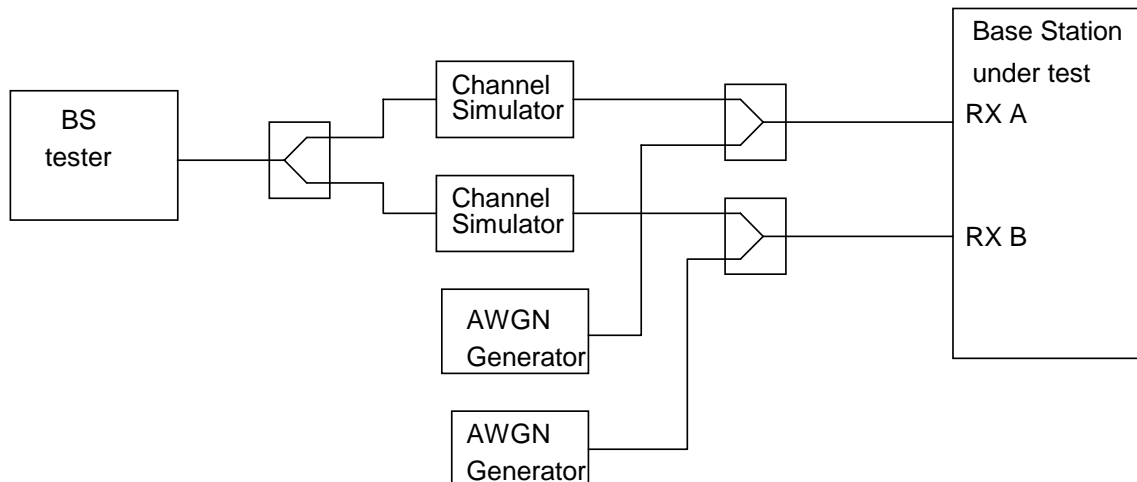 BS
tester
Channel
Simulator
Channel
Simulator
AWGN
Generator
AWGN
Generator
Base Station
under test
RX A
RX B